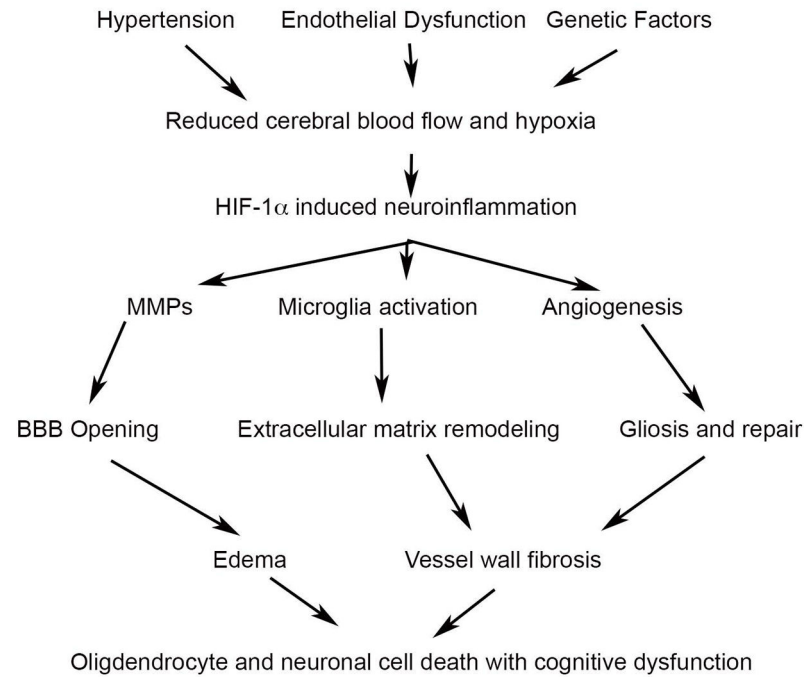 Hypertension Endothelial Dysfunction Genetic Factors
Reduced cerebral blood flow and hypoxia
HIF-1α induced neuroinflammation
MMPs Microglia activation Angiogenesis
BBB Opening Extracellular matrix remodeling Gliosis and repair
Edema Vessel wall fibrosis
Oligdendrocyte and neuronal cell death with cognitive dysfunction